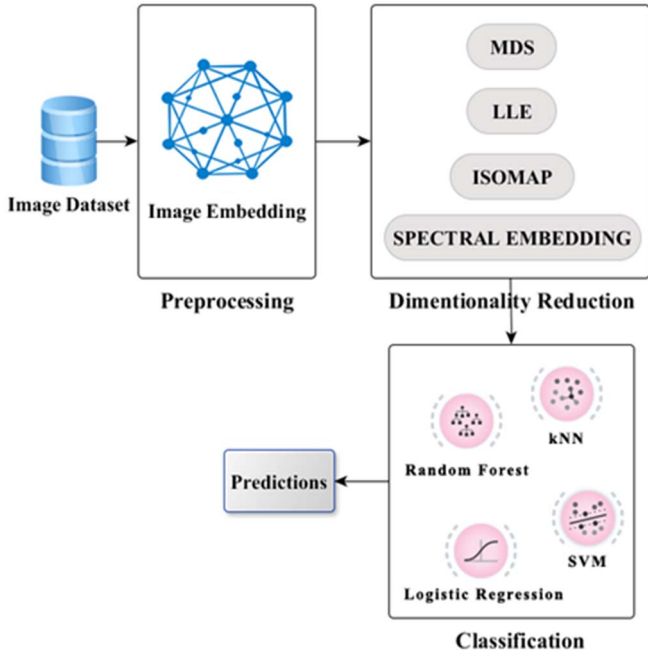 Image Dataset
Image Embedding
Preprocessing
MDS
LLE
ISOMAP
SPECTRAL EMBEDDING
Dimentionality Reduction
kNN
Random Forest
SVM
Logistic Regression
Classification
Predictions